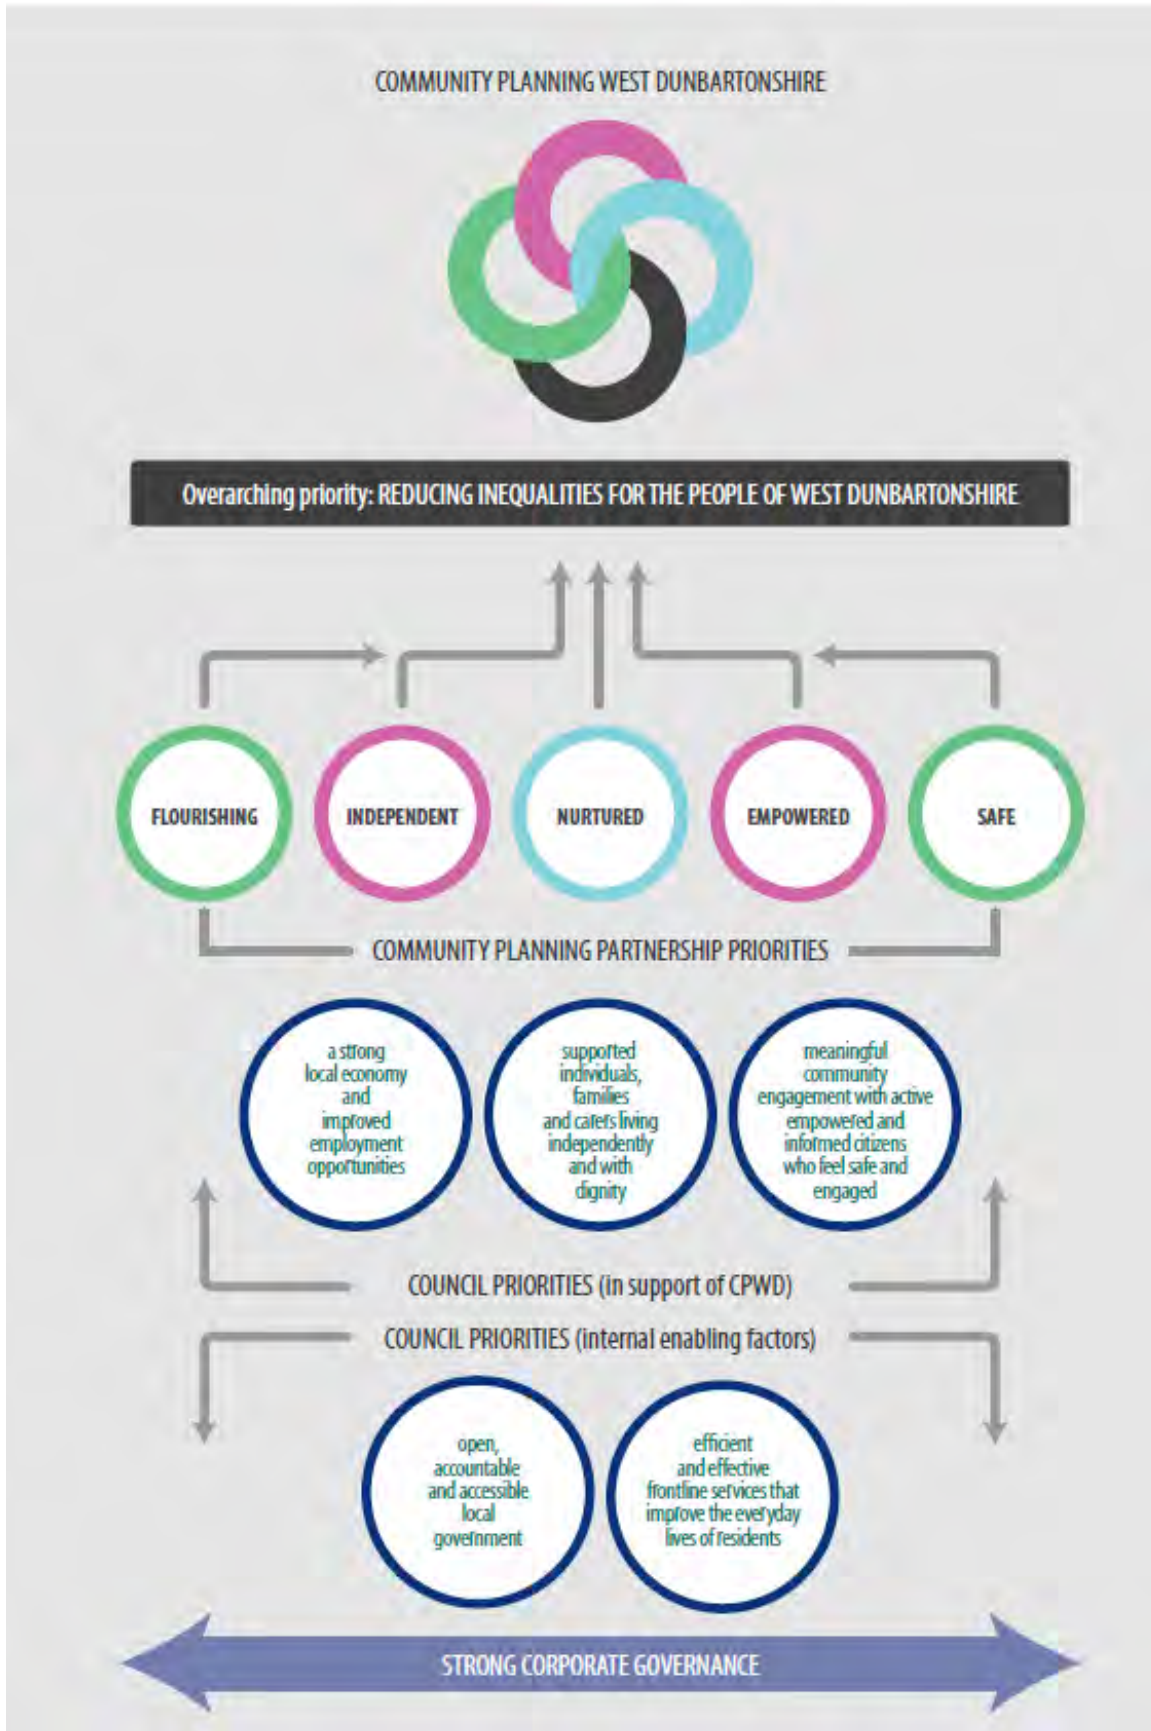 COMMUNITY PLANNING WEST DUNBARTONSHIRE
Overarching priority: REDUCING INEQUALITIES FOR THE PEOPLE OF WEST DUNBARTONSHIRE
FLOURISHING
INDEPENDENT
NURTURED
EMPOWERED
SAFE
COMMUNITY PLANNING PARTNERSHIP PRIORITIES
a strong
local economy
and
improved
employment
opportunities
supported
individuals,
families
and carers living
independently
and with
dignity
meaningful
community
engagement with active
empowered and
informed citizens
who feel safe and
engaged
COUNCIL PRIORITIES (in support of CPWD)
COUNCIL PRIORITIES (internal enabling factors)
open,
accountable
and accessible
local
government
efficient
and effective
frontline services that
improve the everyday
lives of residents
STRONG CORPORATE GOVERNANCE